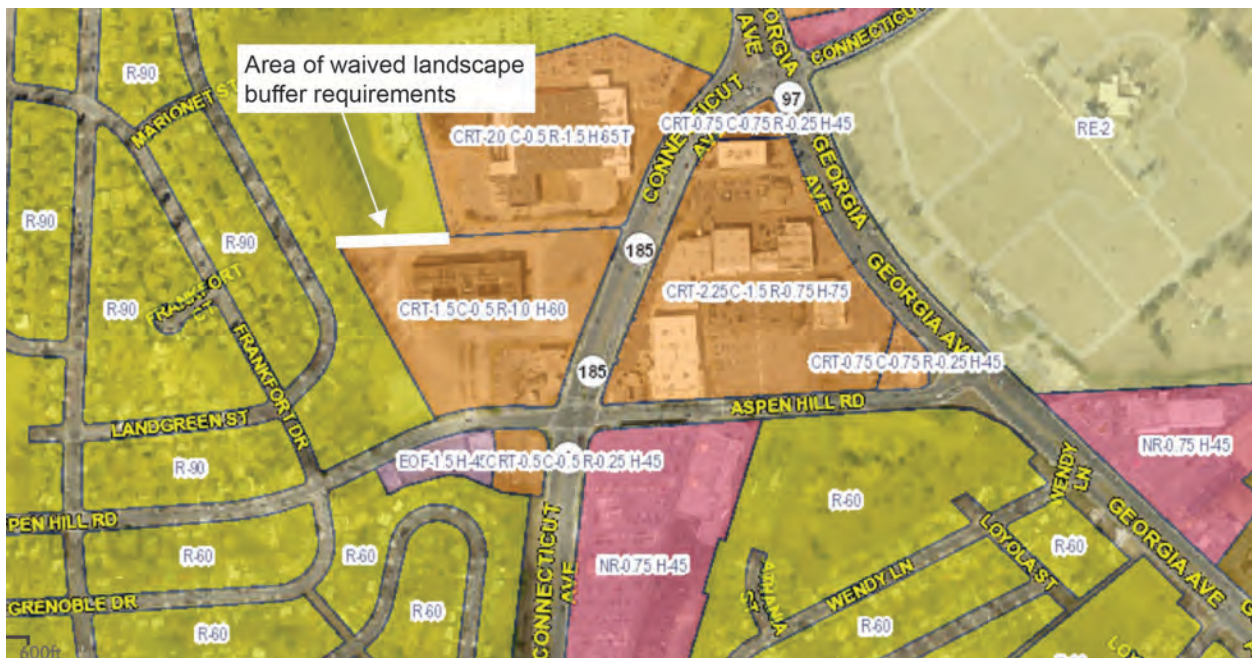 Area of waived landscape
buffer requirements
R-90
MARIONET ST
CRT-2.0 C-0.5 R-1.5 H-65 T
CONNECTICUT
AVE
GEORGIA
AVE
CONNECTICUT
97
CRT-0.75 C-0.75 R-0.25 H-45
GEORGIA
AVE
RE-2
R-90
R-90
185
R-90
FRANKFORT
CT
CRT-1.5 C-0.5 R-1.0 H-60
CRT-2.25 C-1.5 R-0.75 H-75
GEORGIA AVE
FRANKFORT DR
185
CRT-0.75 C-0.75 R-0.25 H-45
LANDGREEN ST
ASPEN HILL RD
R-90
EOF-1.5 H-45
CRT-0.5 C-0.5 R-0.25 H-45
NR-0.75 H-45
WENDY
LN
R-60
PEN HILL RD
R-60
R-60
CONNECTICUT
AVE
NR-0.75 H-45
LOYOLA ST
R-60
GEORGIA AVE
GRENOBLE DR
WENDY LN
R-60
R-60
600ft